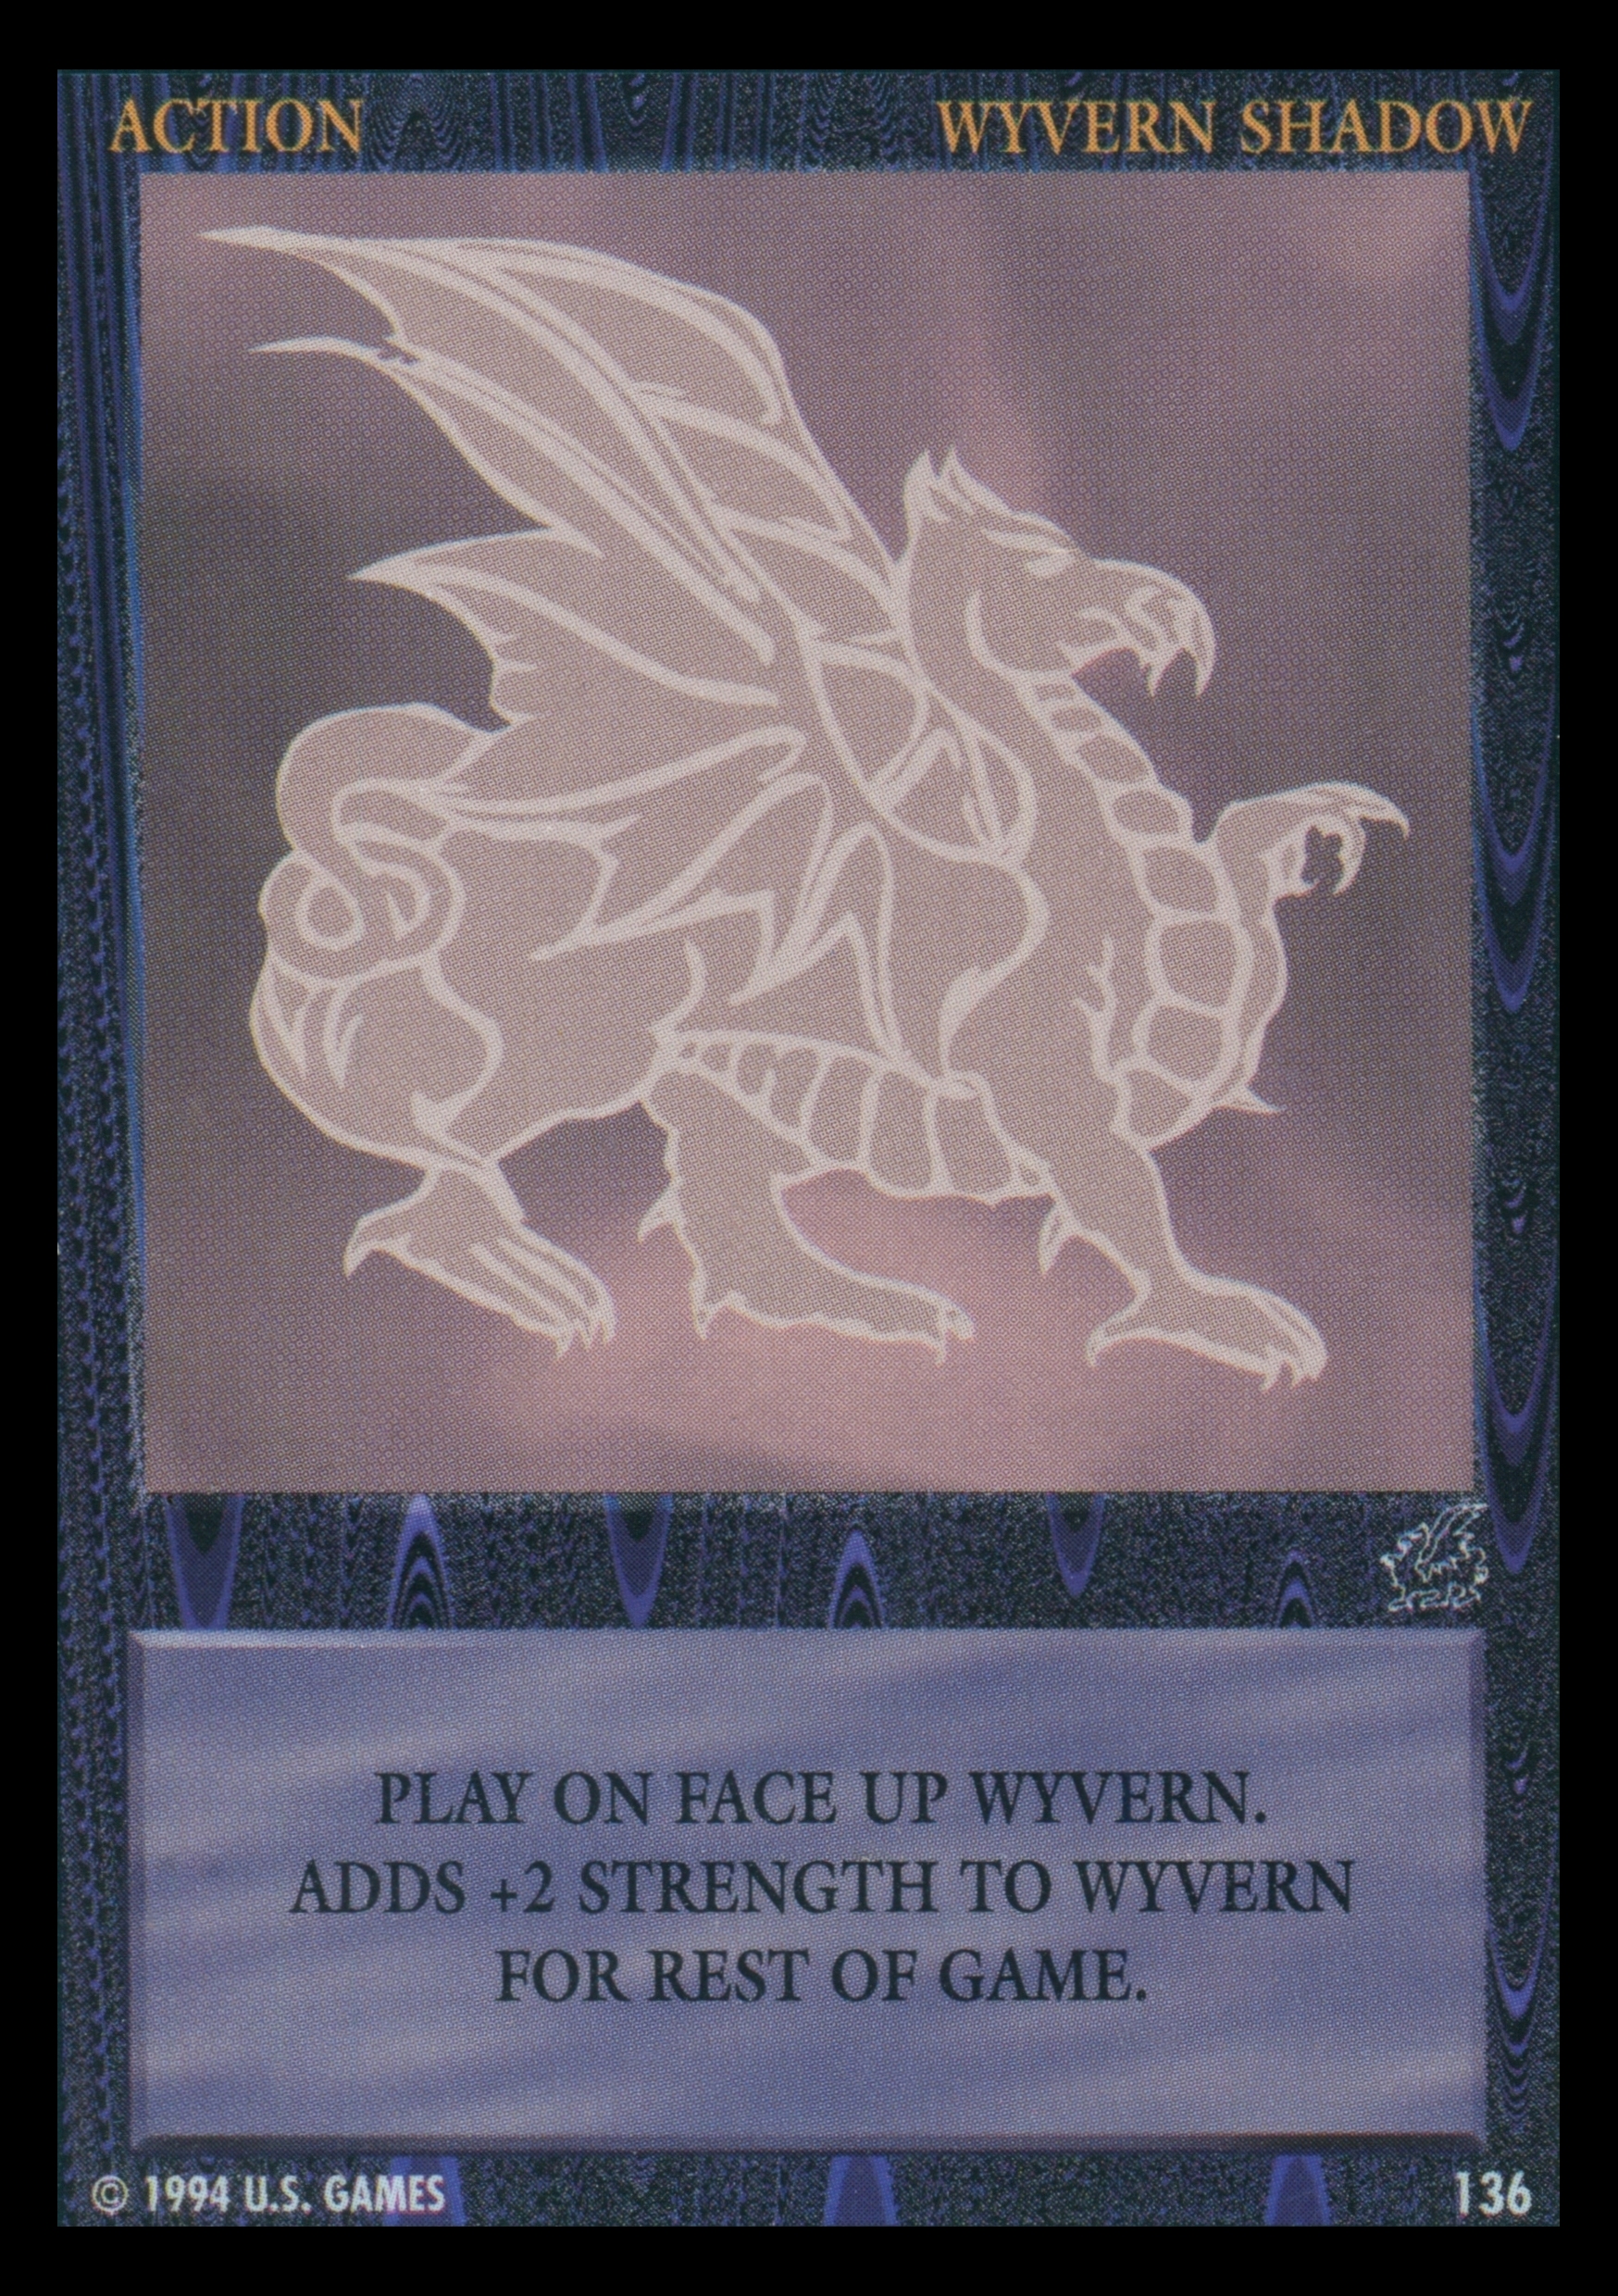 ACTION
WYVERN SHADOW
PLAY ON FACE UP WYVERN.
ADDS +2 STRENGTH TO WYVERN
FOR REST OF GAME.
© 1994 U.S. GAMES
136